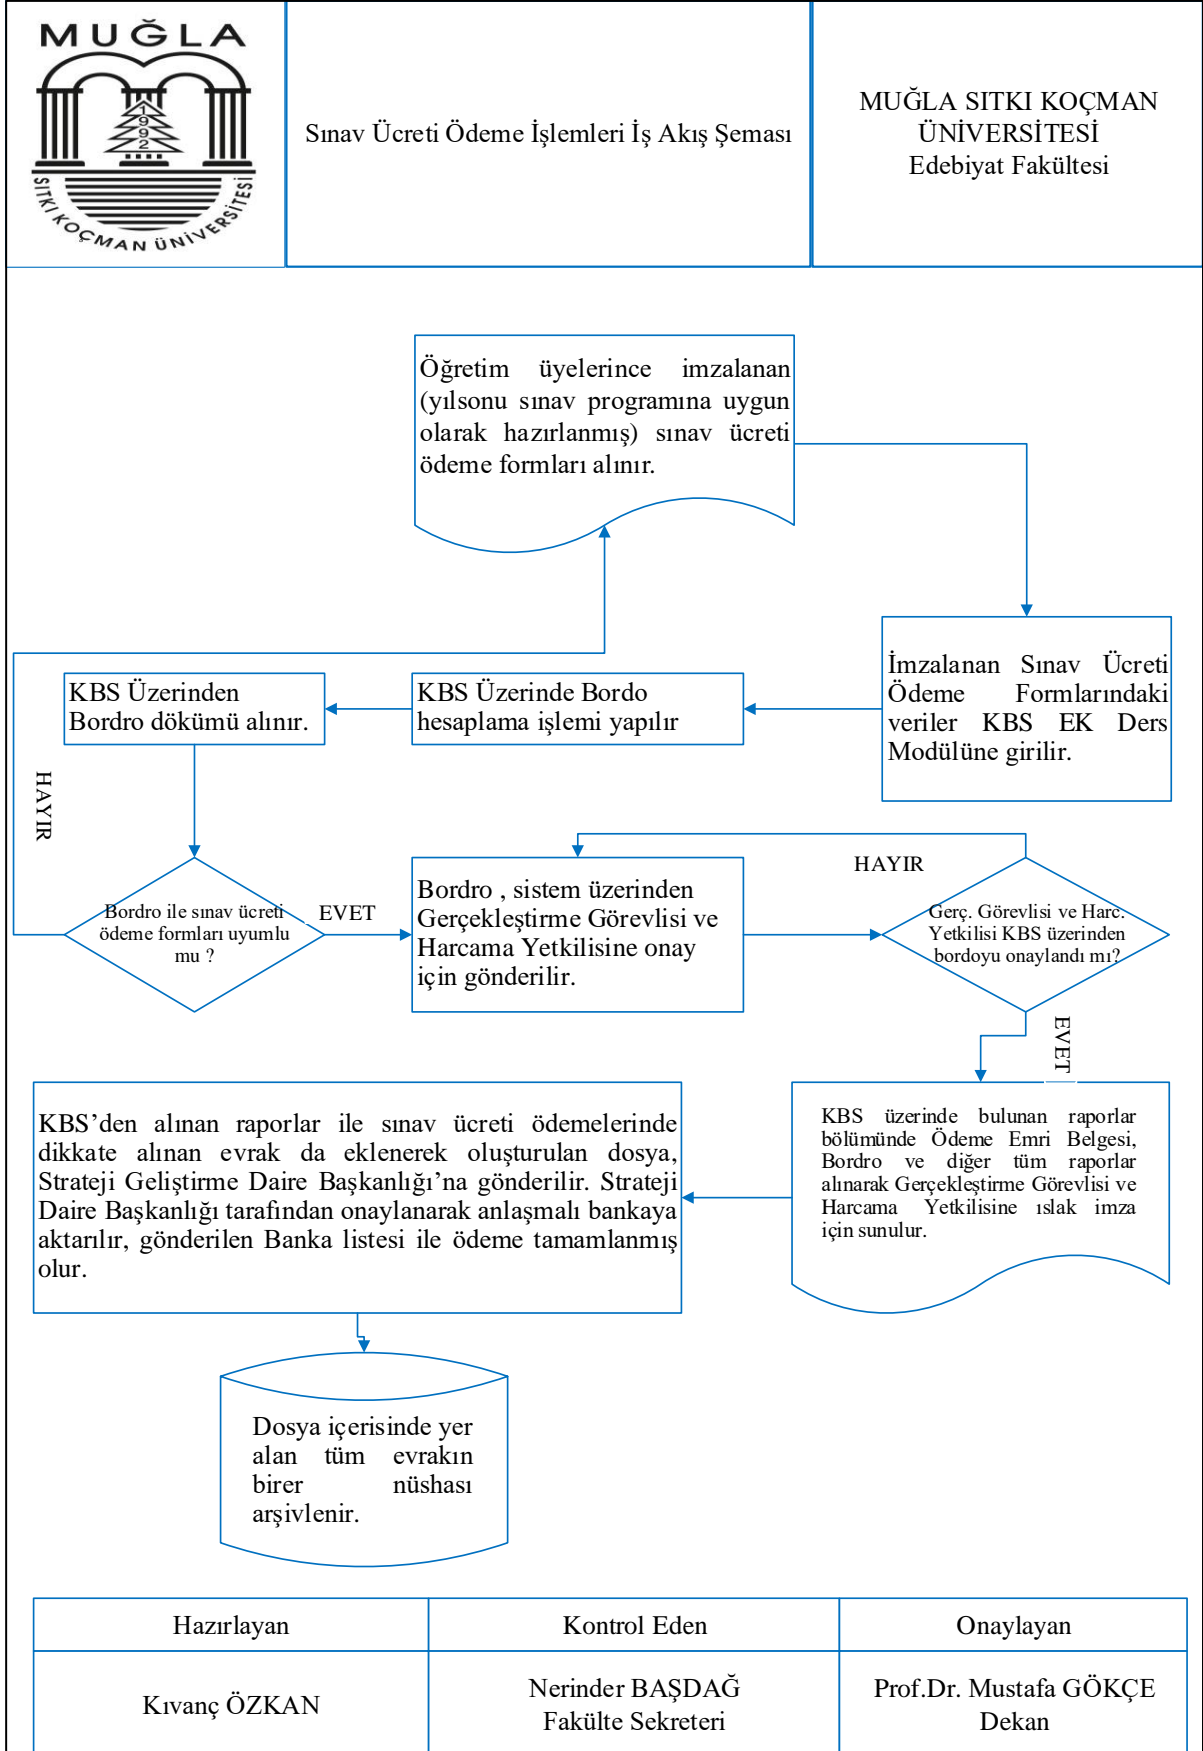 MUĞLA
1992
SITKI KOÇMAN ÜNİVERSİTESİ
Sınav Ücreti Ödeme İşlemleri İş Akış Şeması
MUĞLA SITKI KOÇMAN
ÜNİVERSİTESİ
Edebiyat Fakültesi
Öğretim üyelerince imzalanan
(yılsonu sınav programına uygun
olarak hazırlanmış) sınav ücreti
ödeme formları alınır.
İmzalanan Sınav Ücreti
Ödeme Formlarındaki
veriler KBS EK Ders
Modülüne girilir.
KBS Üzerinde Bordo
hesaplama işlemi yapılır
KBS Üzerinden
Bordro dökümü alınır.
HAYIR
Bordro ile sınav ücreti
ödeme formları uyumlu
mu ?
EVET
Bordro , sistem üzerinden
Gerçekleştirme Görevlisi ve
Harcama Yetkilisine onay
için gönderilir.
HAYIR
Gerç. Görevlisi ve Harc.
Yetkilisi KBS üzerinden
bordoyu onaylandı mı?
EVET
KBS üzerinde bulunan raporlar
bölümünde Ödeme Emri Belgesi,
Bordro ve diğer tüm raporlar
alınarak Gerçekleştirme Görevlisi ve
Harcama Yetkilisine ıslak imza
için sunulur.
KBS’den alınan raporlar ile sınav ücreti ödemelerinde
dikkate alınan evrak da eklenerek oluşturulan dosya,
Strateji Geliştirme Daire Başkanlığı’na gönderilir. Strateji
Daire Başkanlığı tarafından onaylanarak anlaşmalı bankaya
aktarılır, gönderilen Banka listesi ile ödeme tamamlanmış
olur.
Dosya içerisinde yer
alan tüm evrakın
birer nüshası
arşivlenir.
Hazırlayan
Kontrol Eden
Onaylayan
Kıvanç ÖZKAN
Nerinder BAŞDAĞ
Fakülte Sekreteri
Prof.Dr. Mustafa GÖKÇE
Dekan